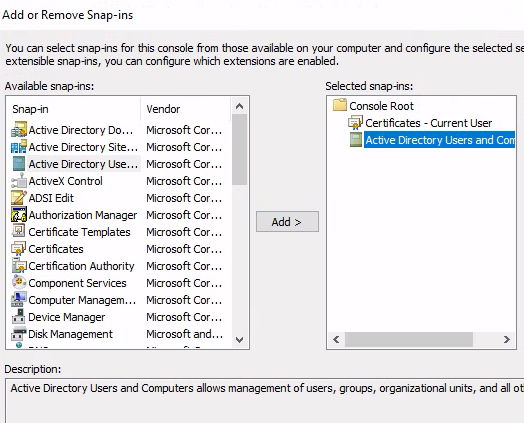 Add or Remove Snap-ins
You can select snap-ins for this console from those available on your computer and configure the selected
extensible snap-ins, you can configure which extensions are enabled.
Available snap-ins:
Selected snap-ins:
Snap-in Vendor
Active Directory Do... Microsoft Cor...
Active Directory Site... Microsoft Cor...
Active Directory Use... Microsoft Cor...
ActiveX Control Microsoft Cor...
ADSI Edit Microsoft Cor...
Authorization Manager Microsoft Cor...
Certificate Templates Microsoft Cor...
Certificates Microsoft Cor...
Certification Authority Microsoft Cor...
Component Services Microsoft Cor...
Computer Managem... Microsoft Cor...
Device Manager Microsoft Cor...
Disk Management Microsoft and...
Add >
Console Root
Certificates - Current User
Active Directory Users and Com
Description:
Active Directory Users and Computers allows management of users, groups, organizational units, and all ot